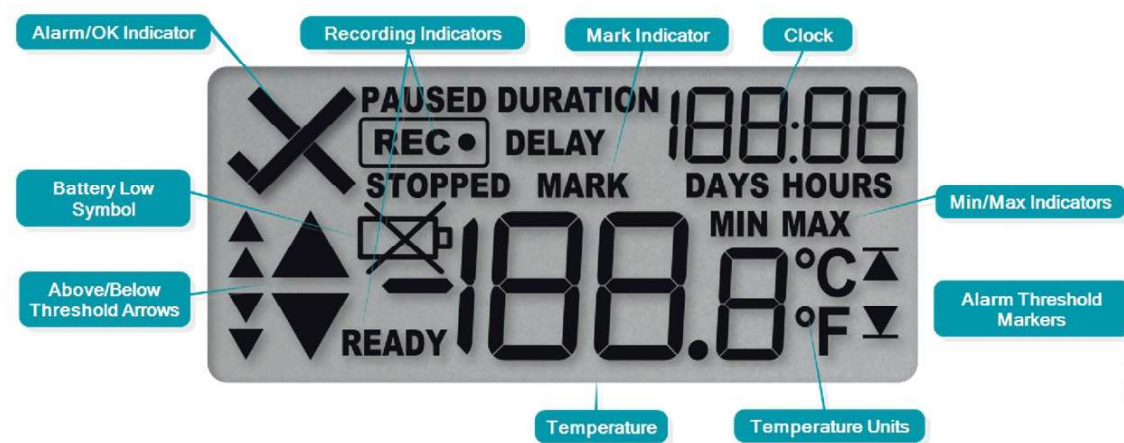 Alarm/OK Indicator
Recording Indicators
Mark Indicator
Clock
PAUSED DURATION 188:88
REC● DELAY
STOPPED MARK DAYS HOURS
Battery Low
Symbol
MIN MAX
Min/Max Indicators
-188.8 °C
°F
Above/Below
Threshold Arrows
Alarm Threshold
Markers
READY
Temperature
Temperature Units